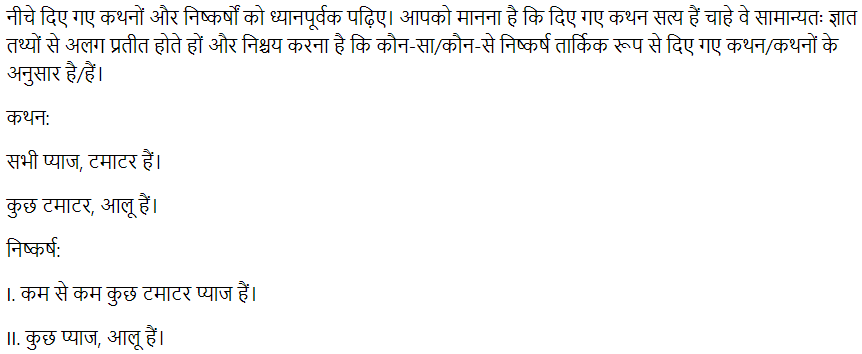 नीचे दिए गए कथनों और निष्कर्षों को ध्यानपूर्वक पढ़िए। आपको मानना है कि दिए गए कथन सत्य हैं चाहे वे सामान्यतः ज्ञात
तथ्यों से अलग प्रतीत होते हों और निश्चय करना है कि कौन-सा/कौन-से निष्कर्ष तार्किक रूप से दिए गए कथन/कथनों के
अनुसार है/हैं।
कथन:
सभी प्याज, टमाटर हैं।
कुछ टमाटर, आलू हैं।
निष्कर्ष:
I. कम से कम कुछ टमाटर प्याज हैं।
II. कुछ प्याज, आलू हैं।